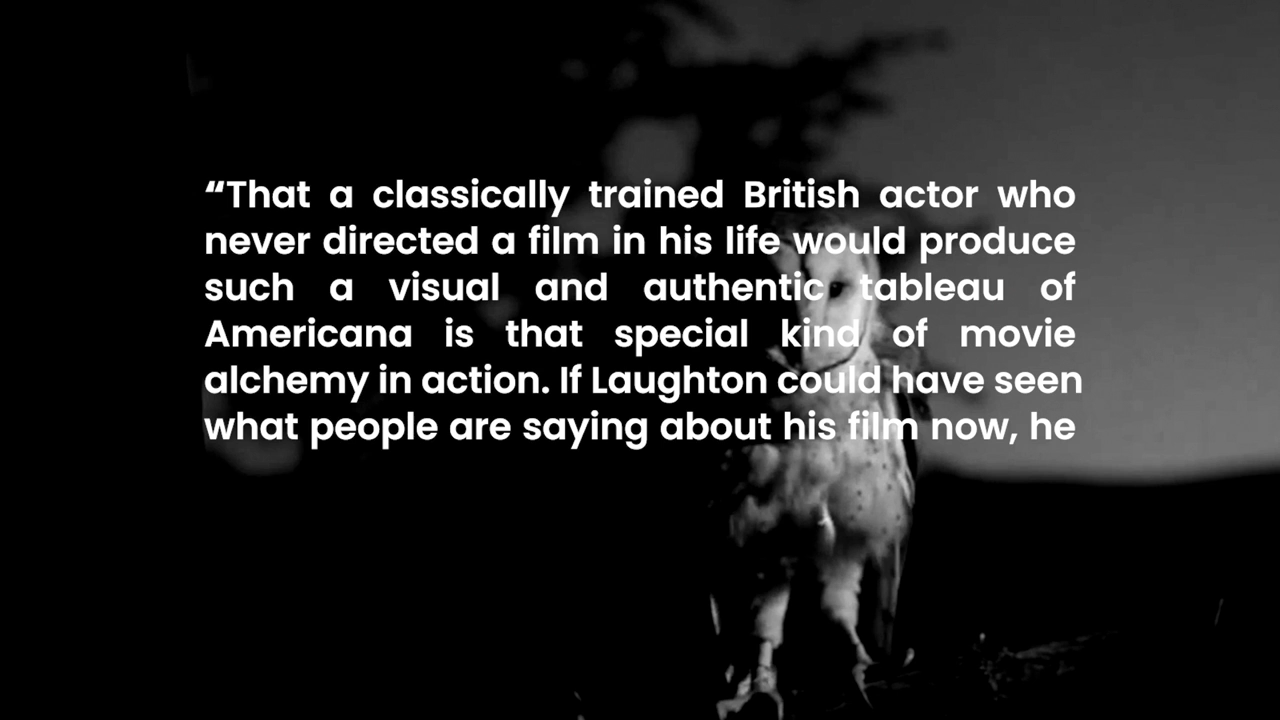 “That a classically trained British actor who
never directed a film in his life would produce
such a visual and authentic tableau of
Americana is that special kind of movie
alchemy in action. If Laughton could have seen
what people are saying about his film now, he